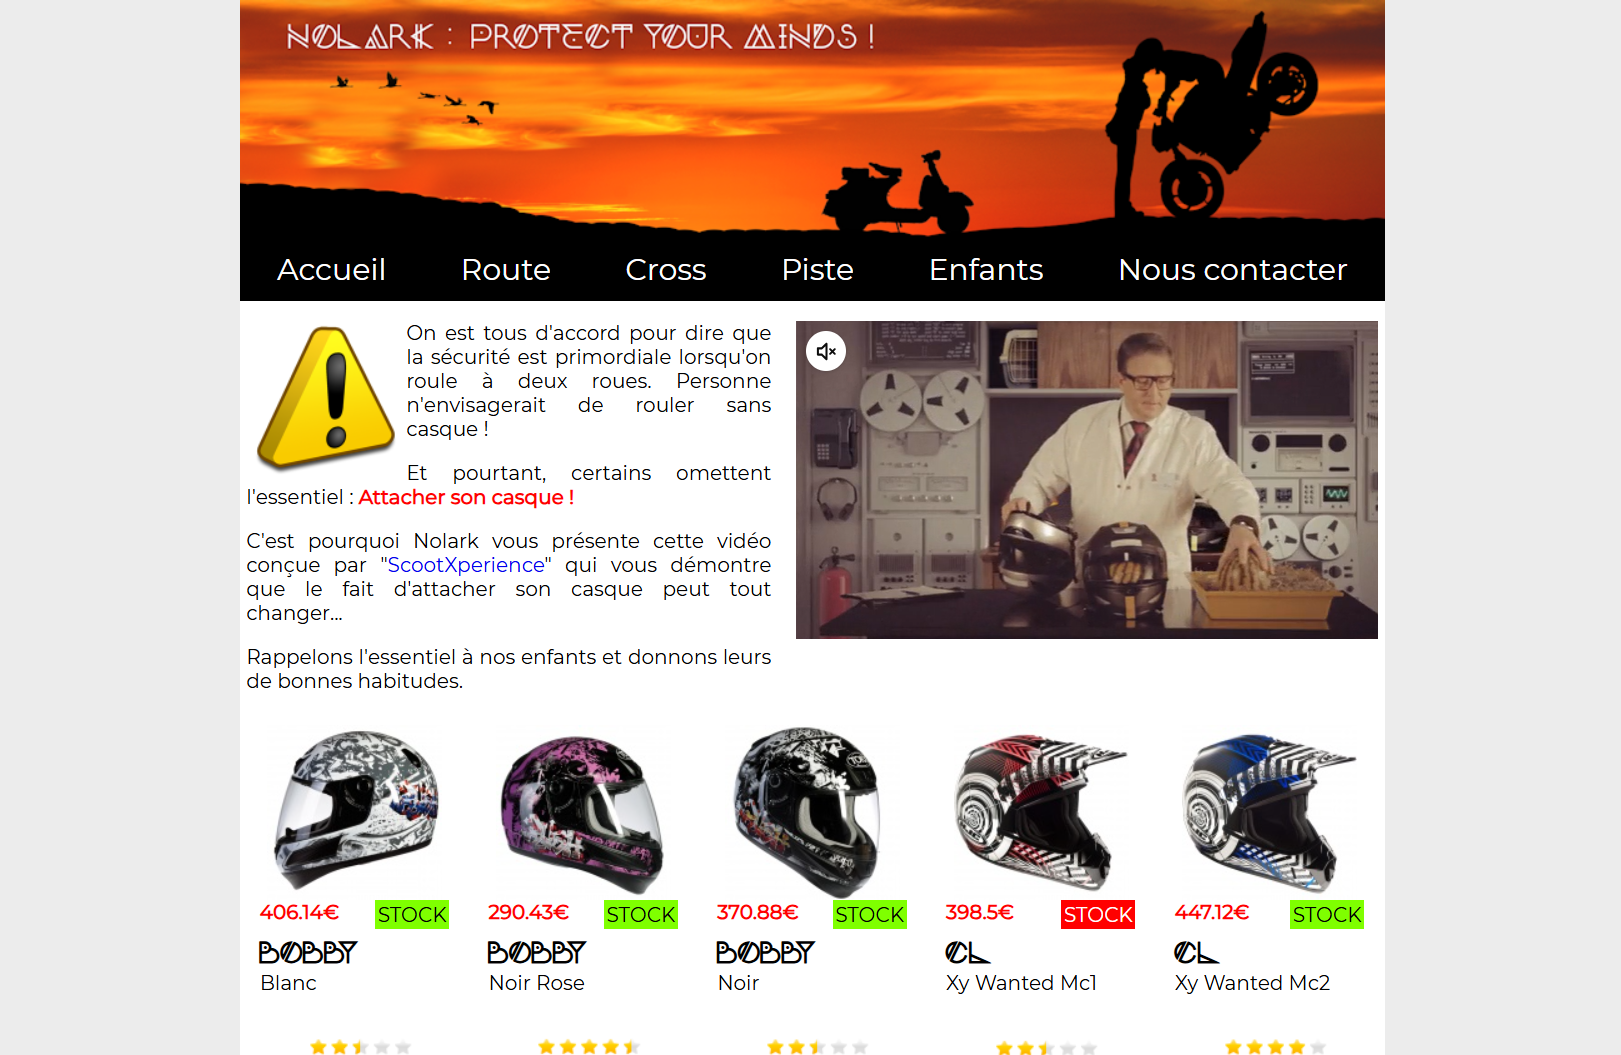 NOLARK : PROTECT YOUR MINDS !
Accueil Route Cross Piste Enfants Nous contacter
On est tous d'accord pour dire que
la sécurité est primordiale lorsqu'on
roule à deux roues. Personne
n'envisagerait de rouler sans
casque !
Et pourtant, certains omettent
l'essentiel : Attacher son casque !
C'est pourquoi Nolark vous présente cette vidéo
conçue par "ScootXperience" qui vous démontre
que le fait d'attacher son casque peut tout
changer...
Rappelons l'essentiel à nos enfants et donnons leurs
de bonnes habitudes.
406.14€ STOCK
BOBBY
Blanc
290.43€ STOCK
BOBBY
Noir Rose
370.88€ STOCK
BOBBY
Noir
398.5€ STOCK
CL
Xy Wanted Mc1
447.12€ STOCK
CL
Xy Wanted Mc2